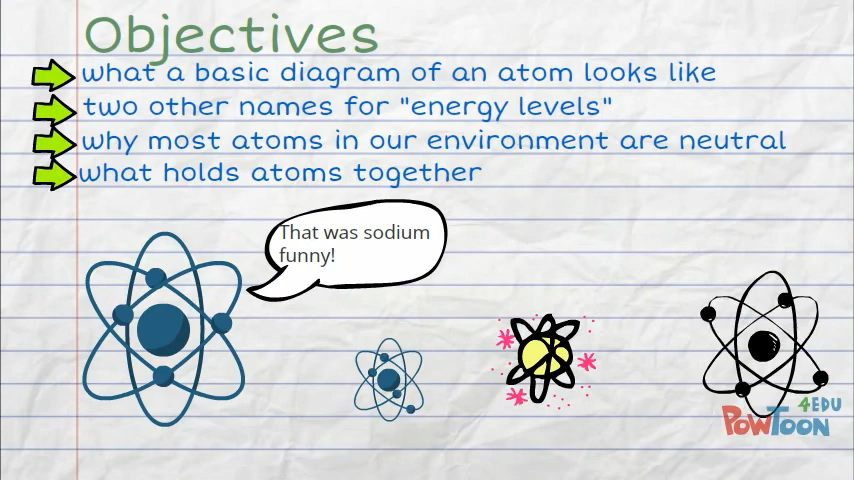 Objectives
what a basic diagram of an atom looks like
two other names for "energy levels"
why most atoms in our environment are neutral
what holds atoms together
That was sodium
funny!
4EDU
POWTOON